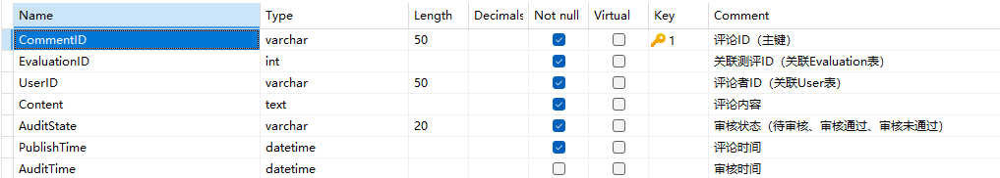 Name Type Length Decimals Not null Virtual Key Comment
CommentID varchar 50 1 评论ID（主键）
EvaluationID int 关联测评ID（关联Evaluation表）
UserID varchar 50 评论者ID（关联User表）
Content text 评论内容
AuditState varchar 20 审核状态（待审核、审核通过、审核未通过）
PublishTime datetime 评论时间
AuditTime datetime 审核时间